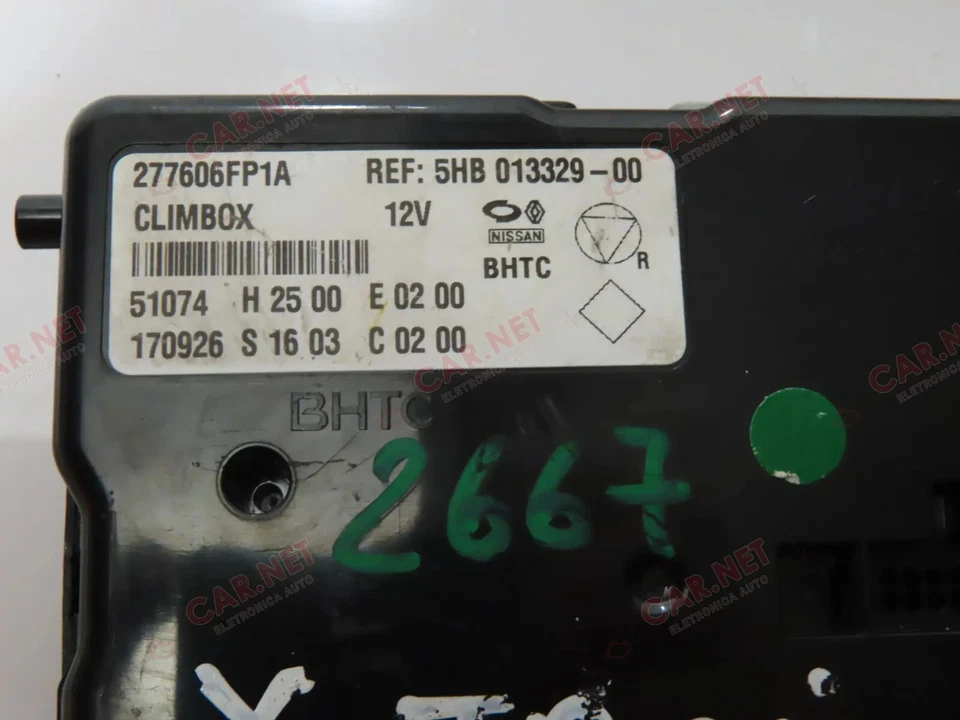 277606FP1A REF: 5HB 013329-00
CLIMBOX 12V
NISSAN
BHTC R
51074 H 25 00 E 02 00
170926 S 16 03 C 02 00
BHTC
2667
CAR.NET
ELETRONICA AUTO